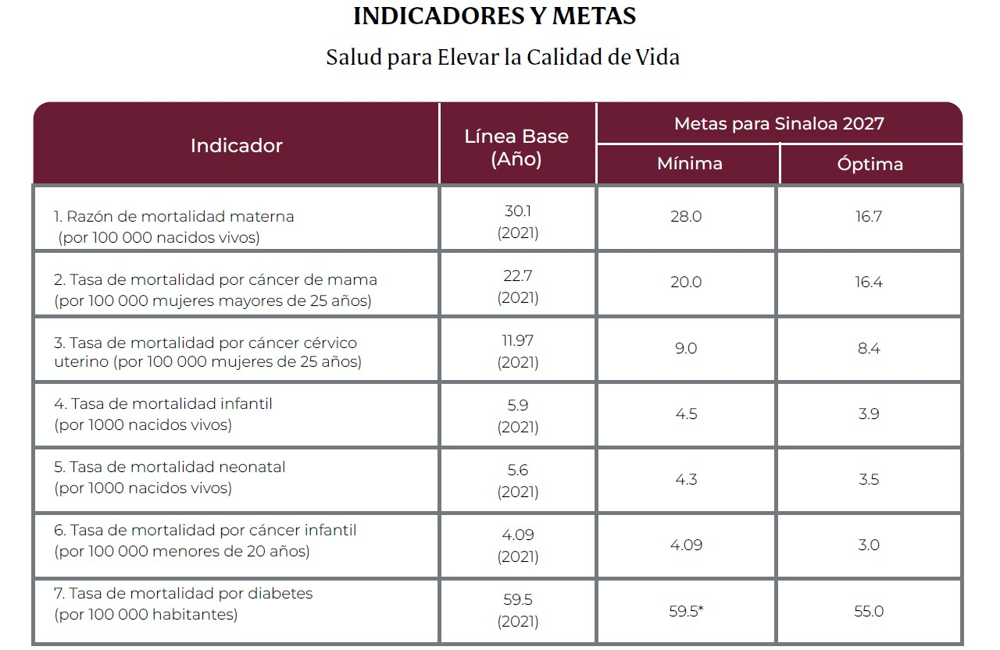 INDICADORES Y METAS
Salud para Elevar la Calidad de Vida
Indicador
Línea Base
(Año)
Metas para Sinaloa 2027
Mínima
Óptima
1. Razón de mortalidad materna
(por 100 000 nacidos vivos)
30.1
(2021)
28.0
16.7
2. Tasa de mortalidad por cáncer de mama
(por 100 000 mujeres mayores de 25 años)
22.7
(2021)
20.0
16.4
3. Tasa de mortalidad por cáncer cérvico
uterino (por 100 000 mujeres de 25 años)
11.97
(2021)
9.0
8.4
4. Tasa de mortalidad infantil
(por 1000 nacidos vivos)
5.9
(2021)
4.5
3.9
5. Tasa de mortalidad neonatal
(por 1000 nacidos vivos)
5.6
(2021)
4.3
3.5
6. Tasa de mortalidad por cáncer infantil
(por 100 000 menores de 20 años)
4.09
(2021)
4.09
3.0
7. Tasa de mortalidad por diabetes
(por 100 000 habitantes)
59.5
(2021)
59.5*
55.0